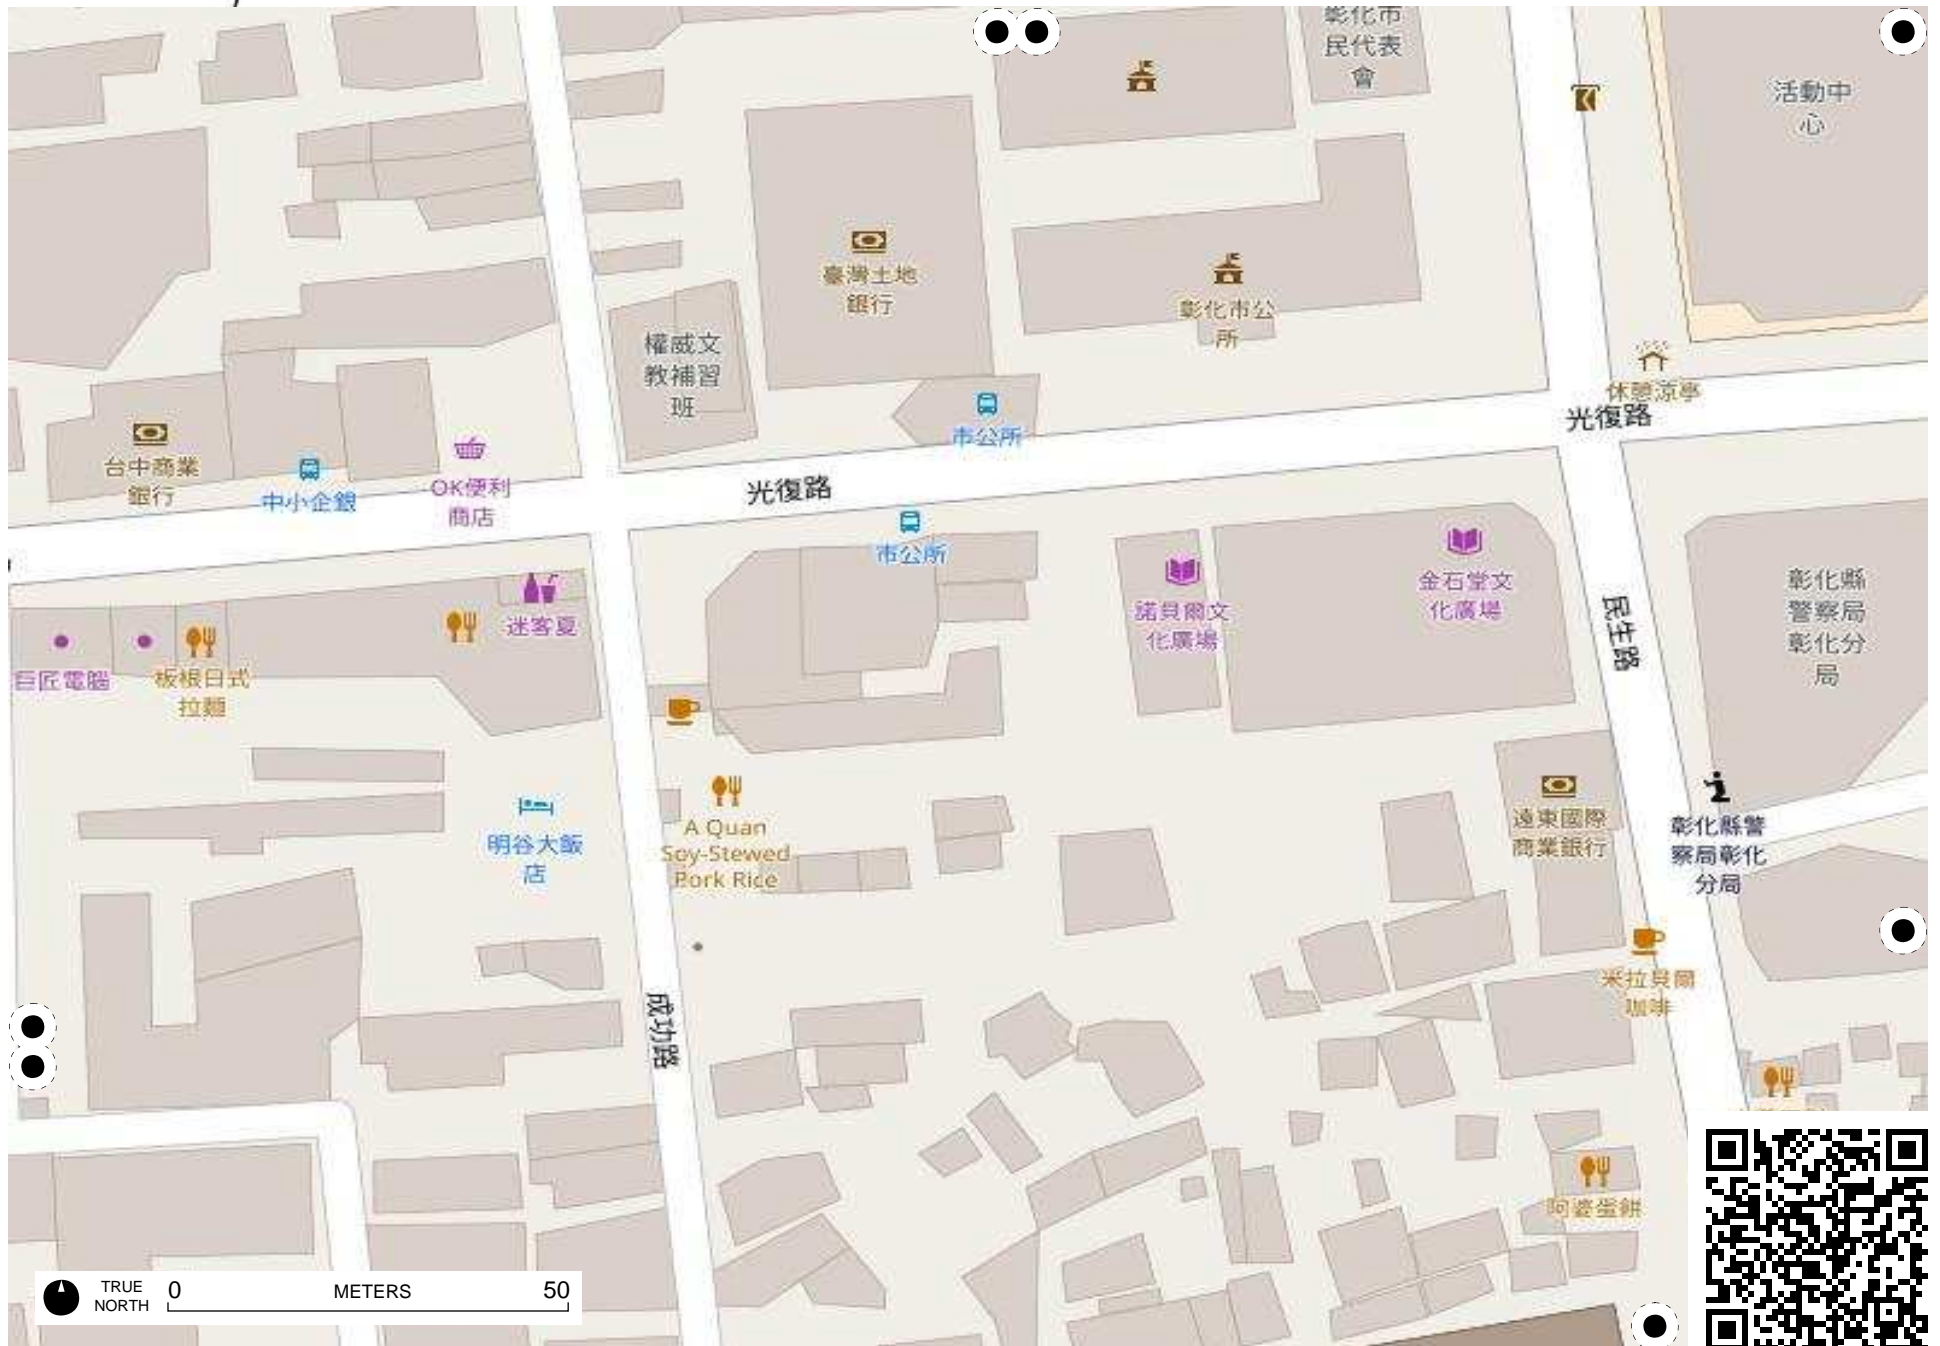 彰化市
民代表
會
活動中
心
臺灣土地
銀行
彰化市公
所
權威文
教補習
班
休憩涼亭
光復路
市公所
台中商業
銀行
中小企銀
OK便利
商店
光復路
市公所
迷客夏
諾貝爾文
化廣場
金石堂文
化廣場
民生路
彰化縣
警察局
彰化分
局
巨匠電腦
板根日式
拉麵
明谷大飯
店
A Quan
Soy-Stewed
Pork Rice
遠東國際
商業銀行
彰化縣警
察局彰化
分局
米拉貝爾
珈啡
成功路
阿婆蛋餅
TRUE
NORTH
0
METERS
50